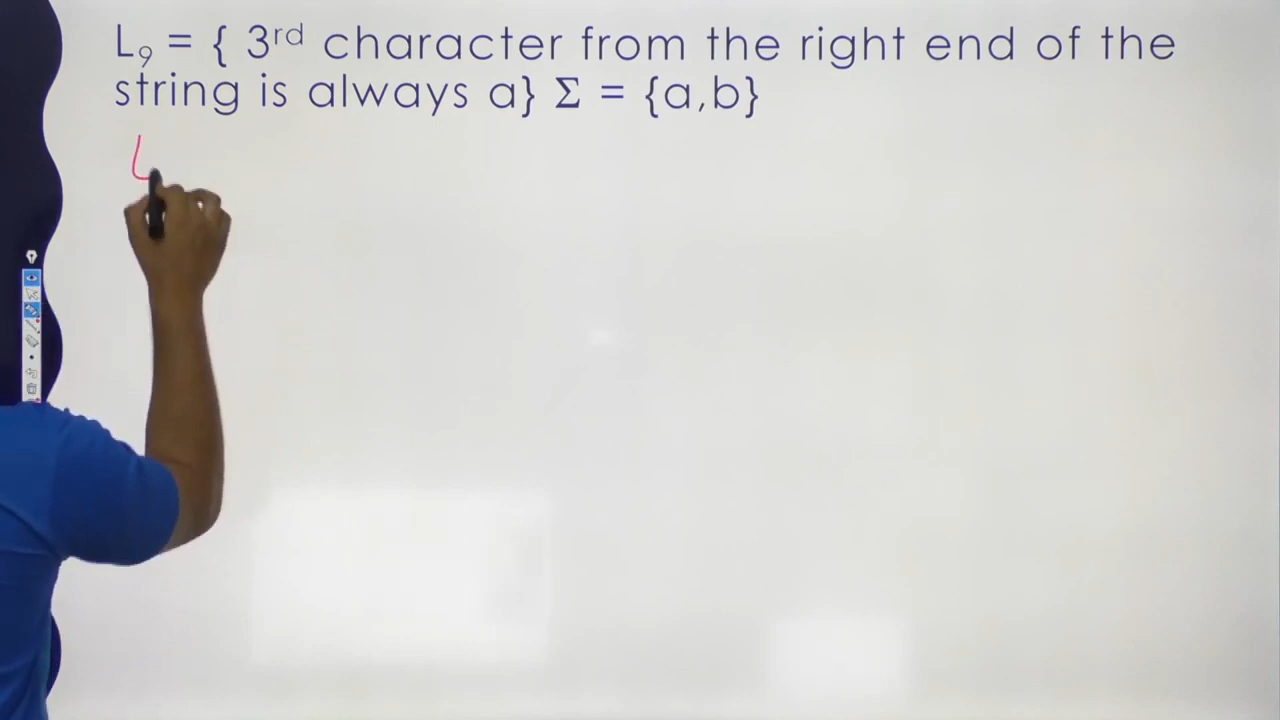 L₉ = { 3ʳᵈ character from the right end of the
string is always a} Σ = {a,b}
L